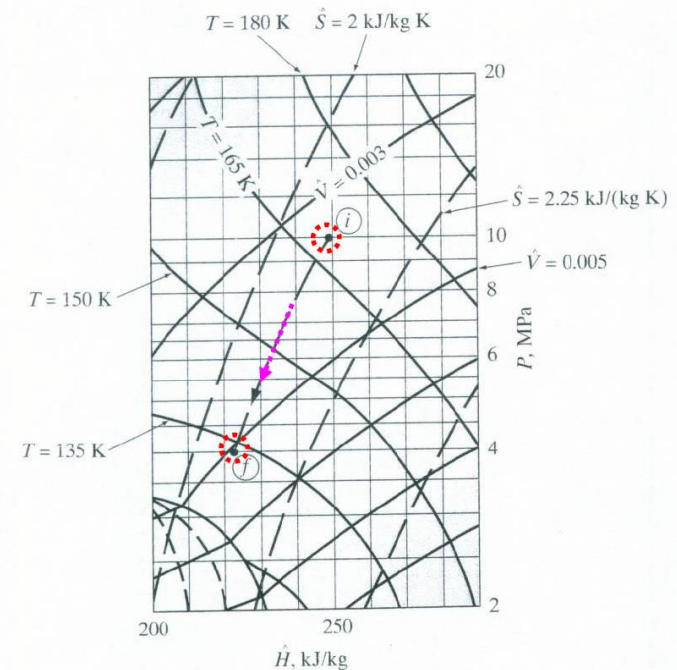 T = 180 K Ŝ = 2 kJ/kg K
20
T = 165 K
V̂ = 0.003
Ŝ = 2.25 kJ/(kg K)
i
10
V̂ = 0.005
8
T = 150 K
P, MPa
6
T = 135 K
4
f
2
200
250
Ĥ, kJ/kg